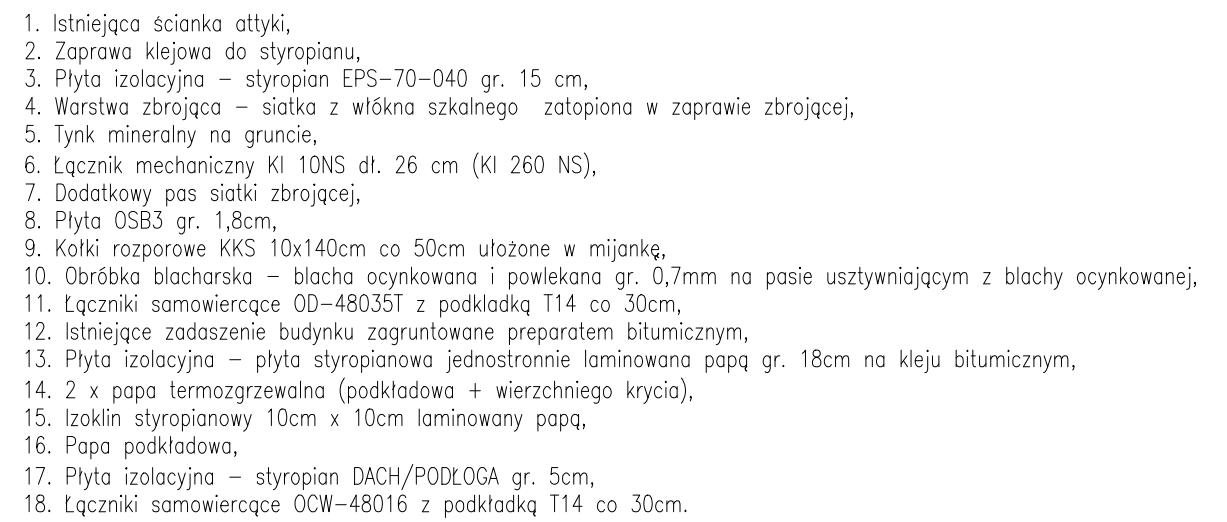 1. Istniejąca ścianka attyki,
2. Zaprawa klejowa do styropianu,
3. Płyta izolacyjna – styropian EPS–70–040 gr. 15 cm,
4. Warstwa zbrojąca – siatka z włókna szkalnego zatopiona w zaprawie zbrojącej,
5. Tynk mineralny na gruncie,
6. Łącznik mechaniczny KI 10NS dł. 26 cm (KI 260 NS),
7. Dodatkowy pas siatki zbrojącej,
8. Płyta OSB3 gr. 1,8cm,
9. Kołki rozporowe KKS 10x140cm co 50cm ułożone w mijankę,
10. Obróbka blacharska – blacha ocynkowana i powlekana gr. 0,7mm na pasie usztywniającym z blachy ocynkowanej,
11. Łączniki samowiercące OD–48035T z podkladką T14 co 30cm,
12. Istniejące zadaszenie budynku zagruntowane preparatem bitumicznym,
13. Płyta izolacyjna – płyta styropianowa jednostronnie laminowana papą gr. 18cm na kleju bitumicznym,
14. 2 x papa termozgrzewalna (podkładowa + wierzchniego krycia),
15. Izoklin styropianowy 10cm x 10cm laminowany papą,
16. Papa podkładowa,
17. Płyta izolacyjna – styropian DACH/PODŁOGA gr. 5cm,
18. Łączniki samowiercące OCW–48016 z podkładką T14 co 30cm.